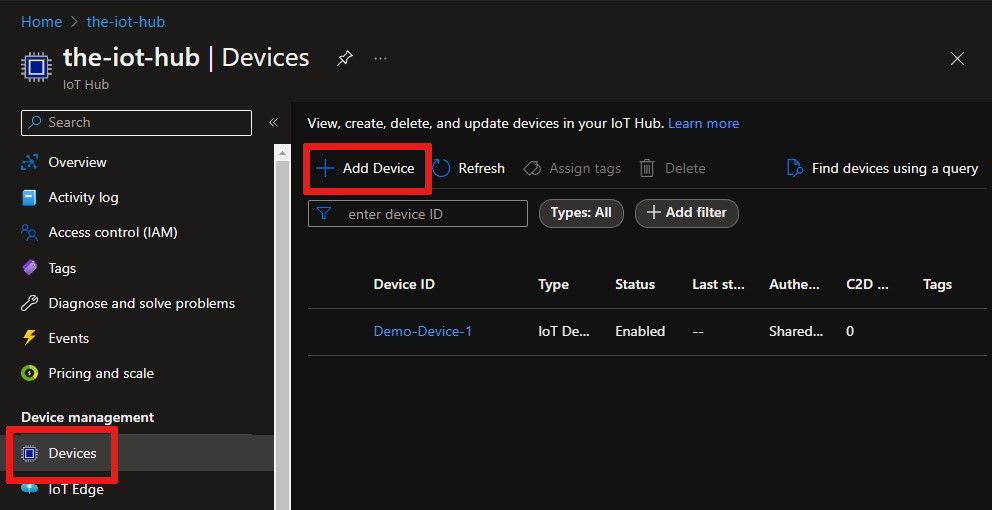 Home > the-iot-hub
the-iot-hub | Devices ...
IoT Hub
Search «
Overview
Activity log
Access control (IAM)
Tags
Diagnose and solve problems
Events
Pricing and scale
Device management
Devices
IoT Edge
View, create, delete, and update devices in your IoT Hub. Learn more
Add Device Refresh Assign tags Delete Find devices using a query
enter device ID Types: All Add filter
Device ID Type Status Last st... Authe... C2D ... Tags
Demo-Device-1 IoT De... Enabled -- Shared... 0